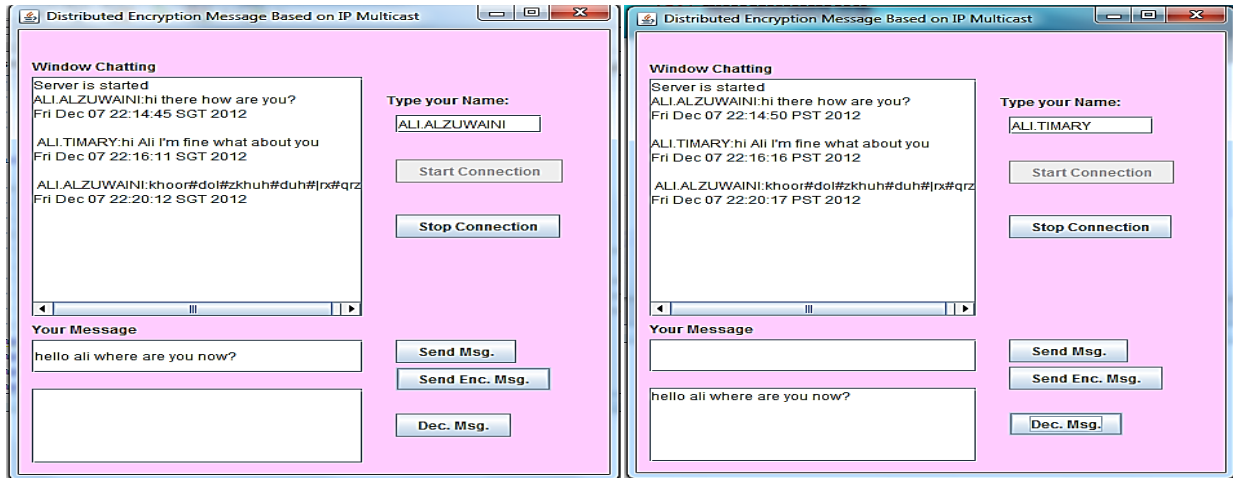 Distributed Encryption Message Based on IP Multicast
Window Chatting
Server is started
ALI.ALZUWAINI:hi there how are you?
Fri Dec 07 22:14:45 SGT 2012
ALI.TIMARY:hi Ali I'm fine what about you
Fri Dec 07 22:16:11 SGT 2012
ALI.ALZUWAINI:khoor#dol#zkhuh#duh#|rx#qrz
Fri Dec 07 22:20:12 SGT 2012
Type your Name:
ALI.ALZUWAINI
Start Connection
Stop Connection
Your Message
hello ali where are you now?
Send Msg.
Send Enc. Msg.
Dec. Msg.
Distributed Encryption Message Based on IP Multicast
Window Chatting
Server is started
ALI.ALZUWAINI:hi there how are you?
Fri Dec 07 22:14:50 PST 2012
ALI.TIMARY:hi Ali I'm fine what about you
Fri Dec 07 22:16:16 PST 2012
ALI.ALZUWAINI:khoor#dol#zkhuh#duh#|rx#qrz
Fri Dec 07 22:20:17 PST 2012
Type your Name:
ALI.TIMARY
Start Connection
Stop Connection
Your Message
Send Msg.
Send Enc. Msg.
hello ali where are you now?
Dec. Msg.